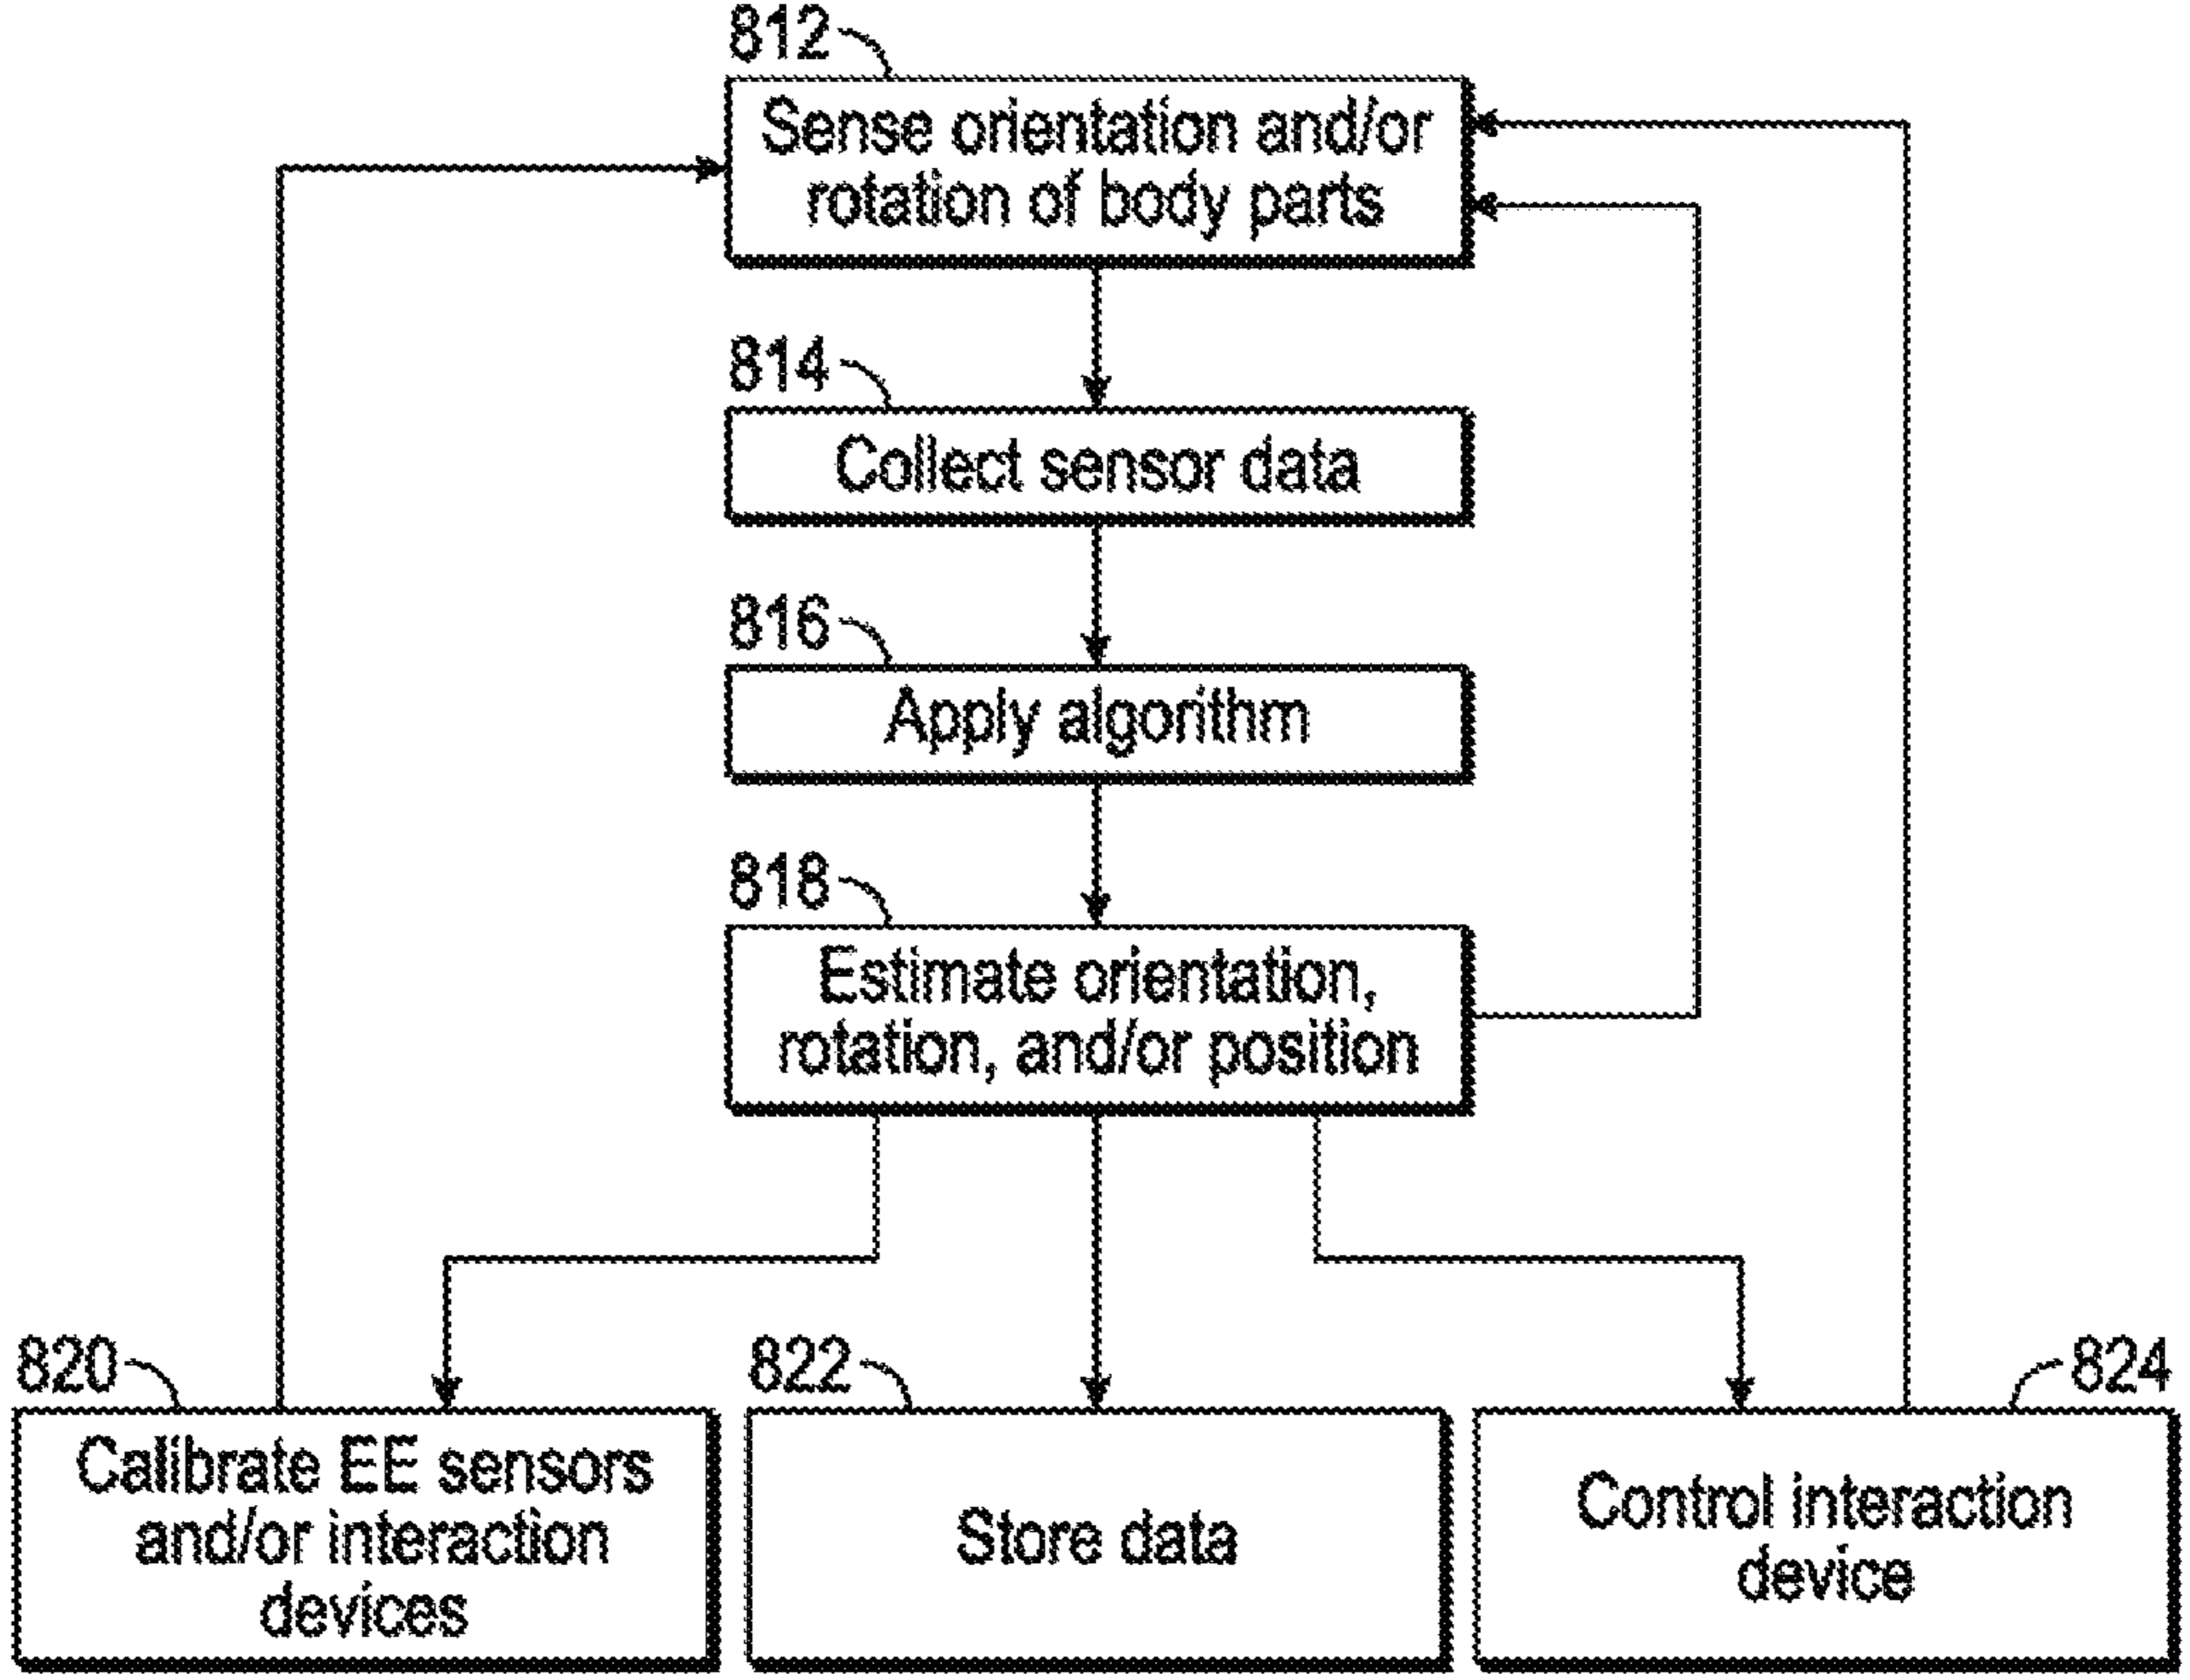 812
Sense orientation and/or
rotation of body parts
814
Collect sensor data
816
Apply algorithm
818
Estimate orientation,
rotation, and/or position
820
Calibrate EE sensors
and/or interaction
devices
822
Store data
824
Control interaction
device